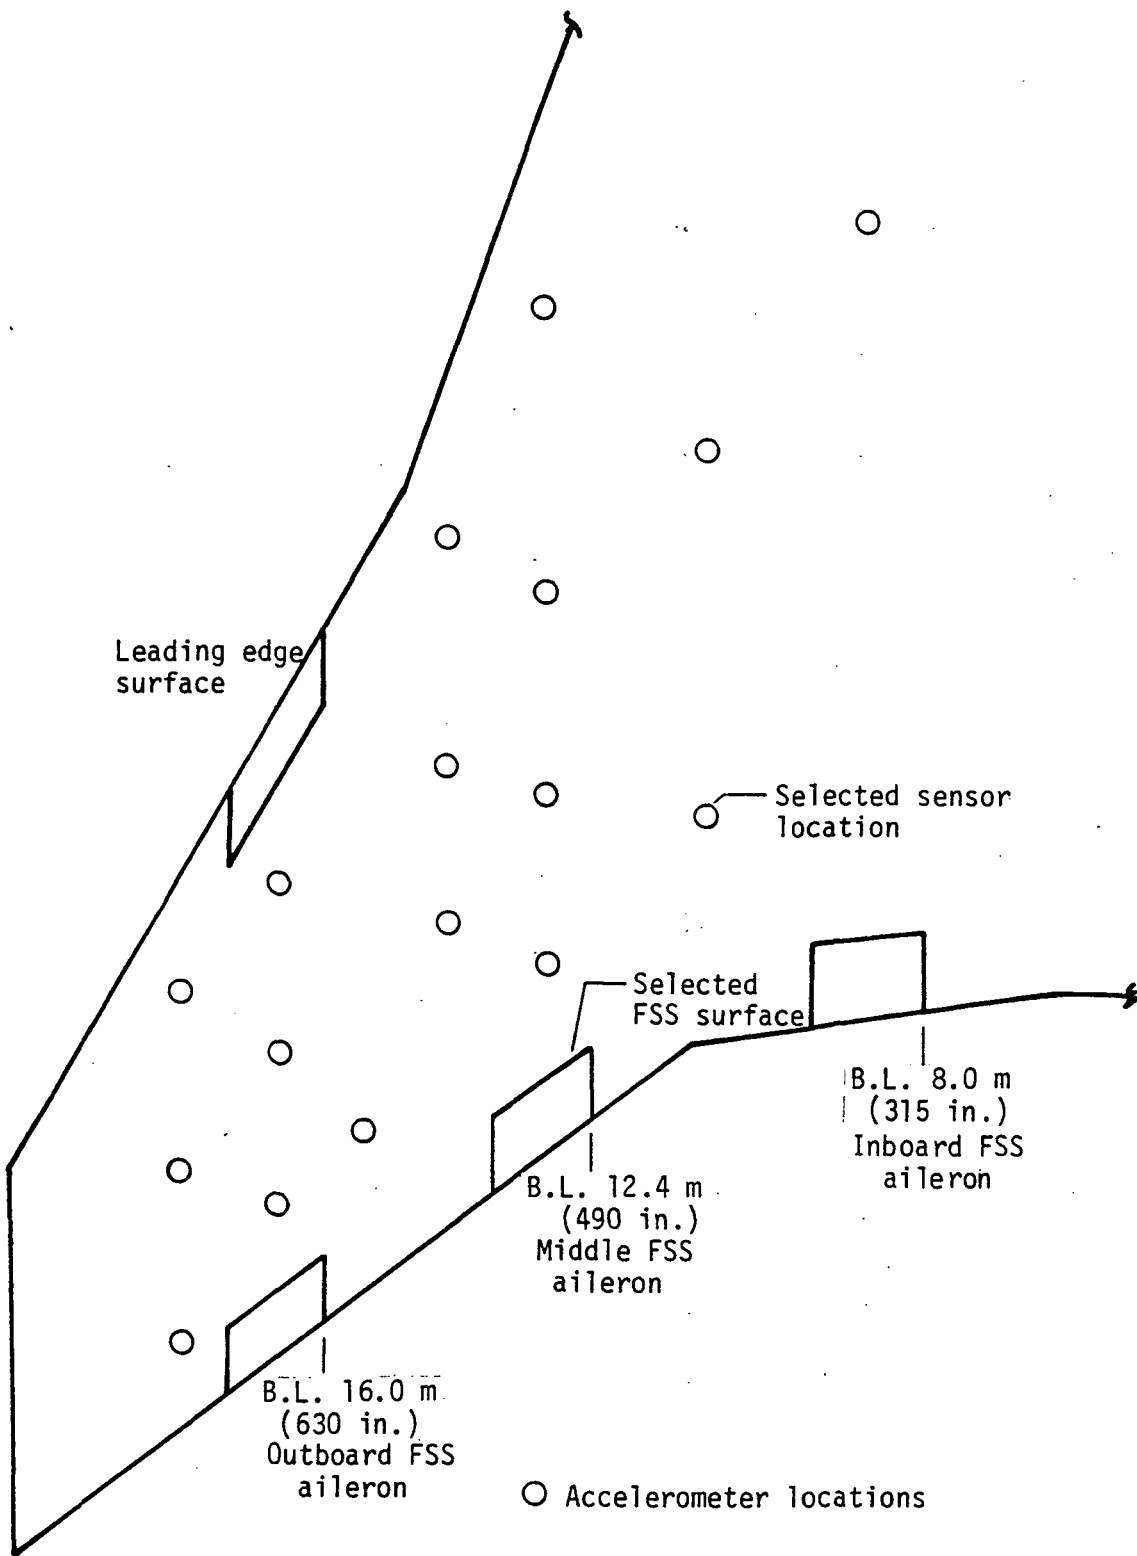 Leading edge
surface
Selected sensor
location
Selected
FSS surface
B.L. 8.0 m
(315 in.)
Inboard FSS
aileron
B.L. 12.4 m
(490 in.)
Middle FSS
aileron
B.L. 16.0 m
(630 in.)
Outboard FSS
aileron
Accelerometer locations